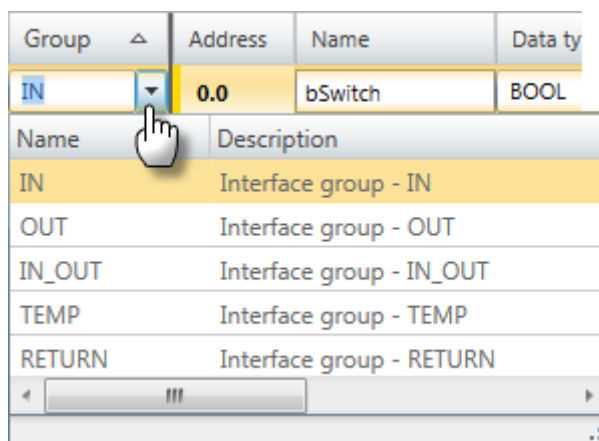 Group Address Name Data ty
IN 0.0 bSwitch BOOL
Name Description
IN Interface group - IN
OUT Interface group - OUT
IN_OUT Interface group - IN_OUT
TEMP Interface group - TEMP
RETURN Interface group - RETURN